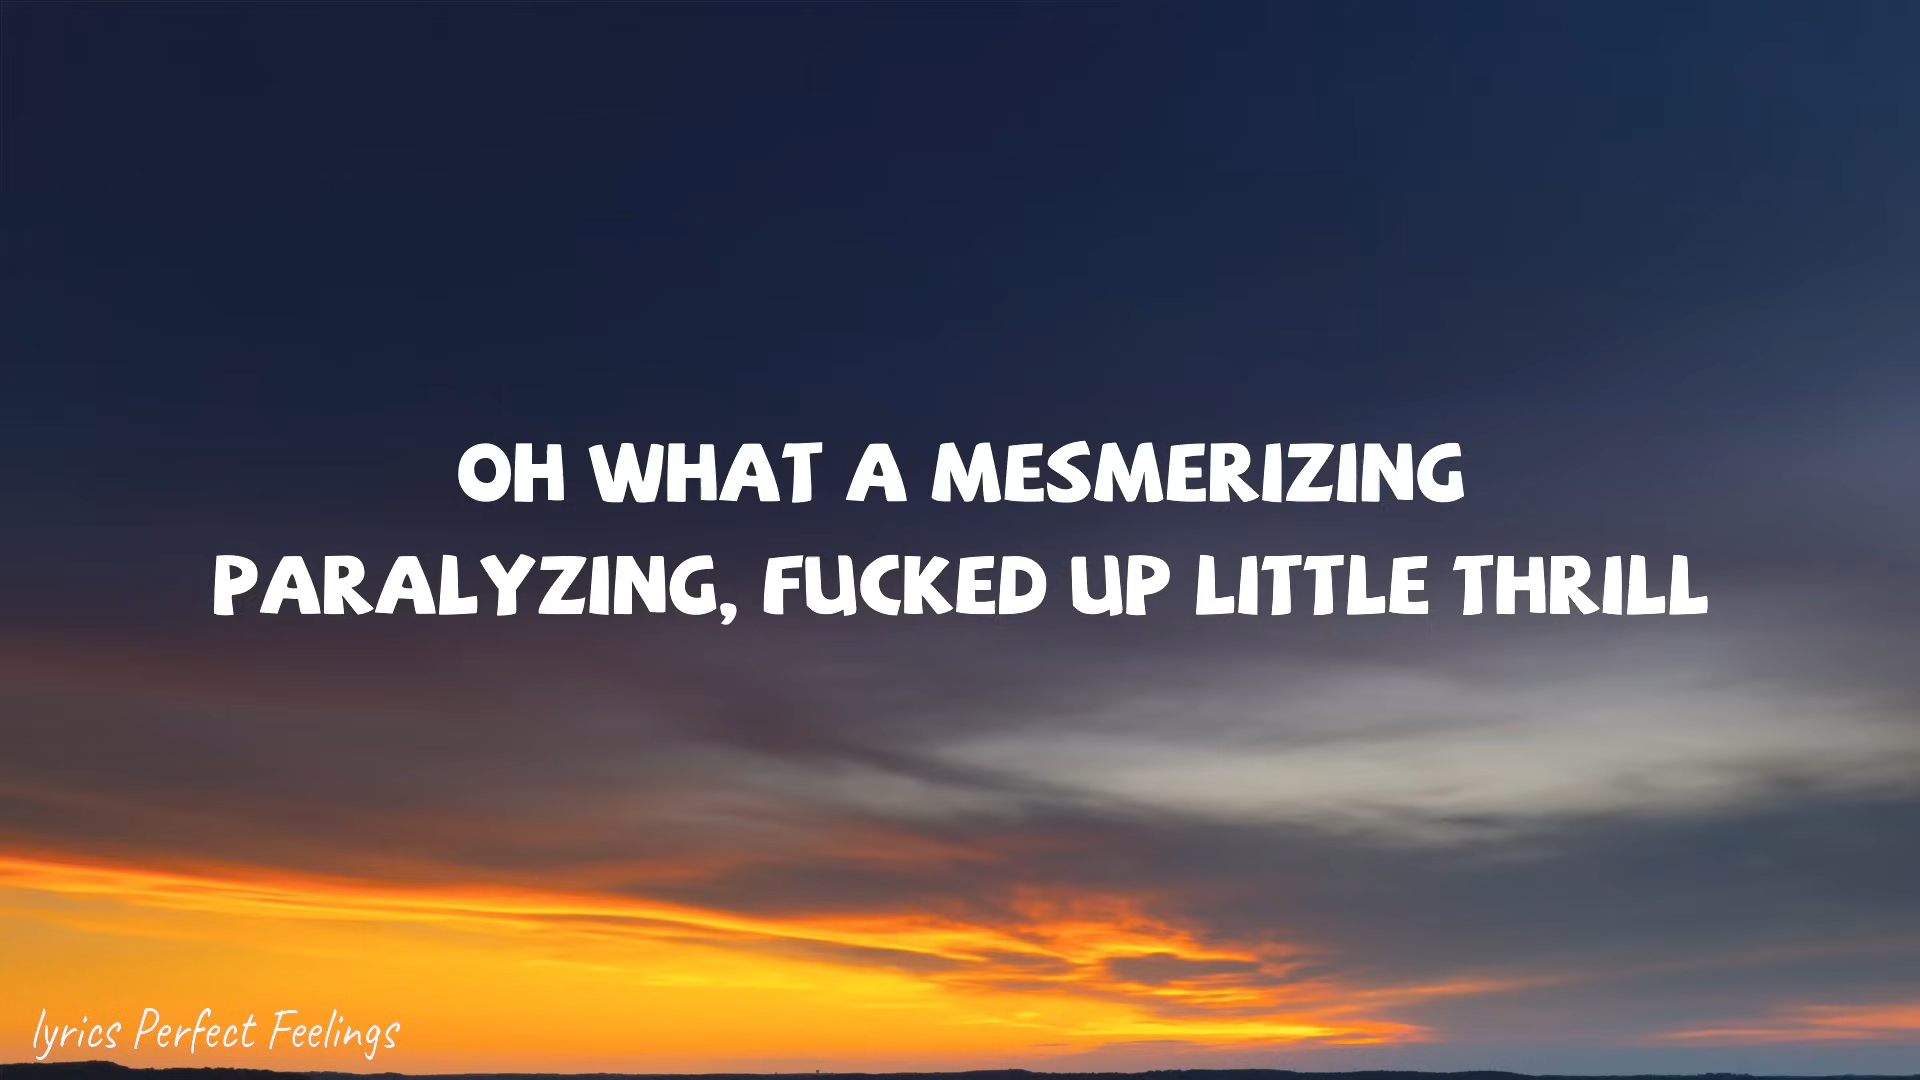 OH WHAT A MESMERIZING
PARALYZING, FUCKED UP LITTLE THRILL
lyrics Perfect Feelings